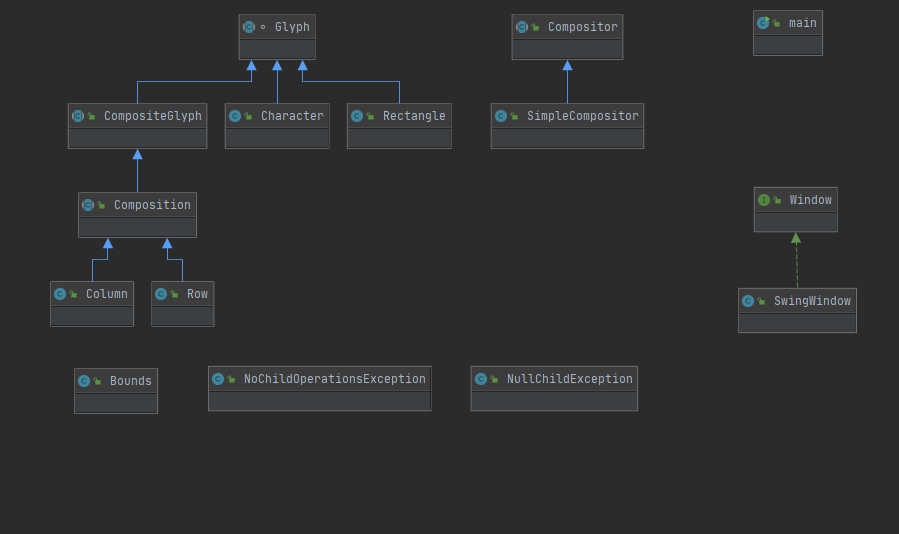 Glyph
Compositor
main
CompositeGlyph
Character
Rectangle
SimpleCompositor
Composition
Window
Column
Row
SwingWindow
Bounds
NoChildOperationsException
NullChildException